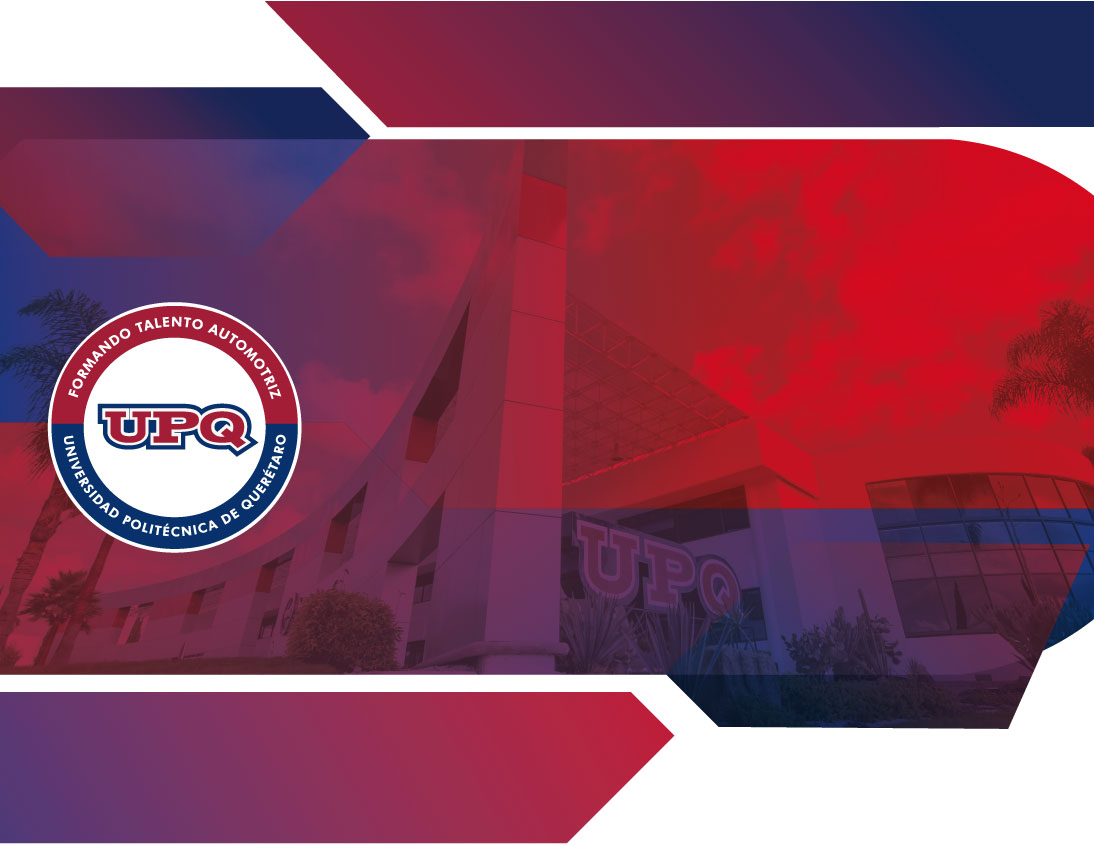 FORMANDO TALENTO AUTOMOTRIZ
UPQ
UNIVERSIDAD POLITÉCNICA DE QUERÉTARO
UPQ